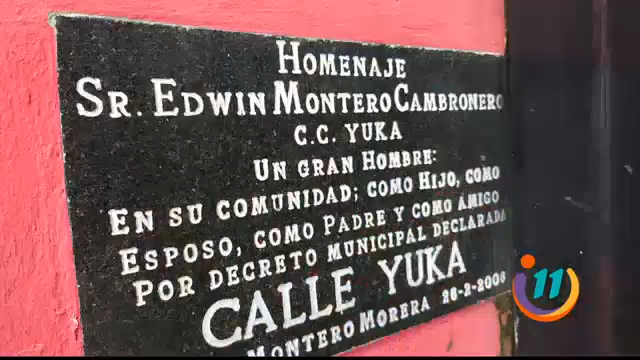 HOMENAJE
SR. EDWIN MONTERO CAMBRONERO
C.C. YUKA
UN GRAN HOMBRE:
EN SU COMUNIDAD; COMO HIJO, COMO
ESPOSO, COMO PADRE Y COMO AMIGO
POR DECRETO MUNICIPAL DECLARADA
CALLE YUKA
MONTERO MORERA 26-2-2008
11